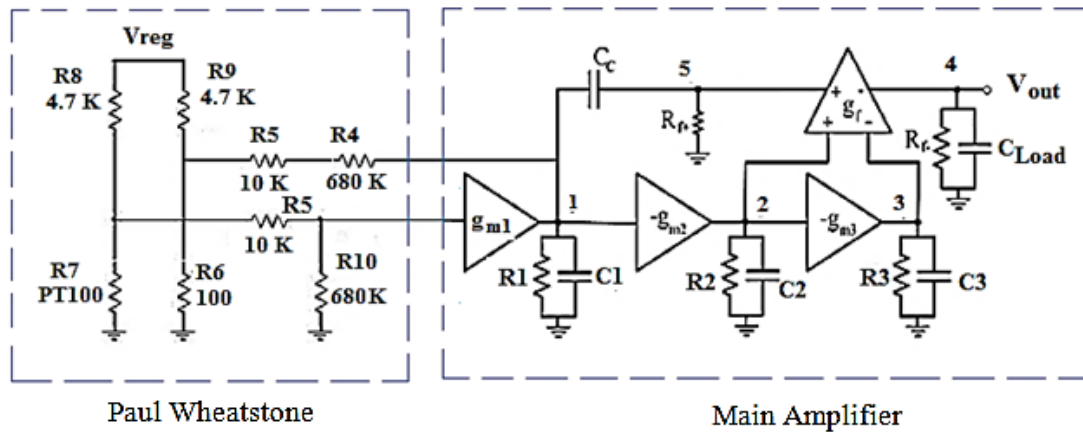 Vreg
R8
4.7 K
R9
4.7 K
R5
10 K
R4
680 K
R5
10 K
R7
PT100
R6
100
R10
680K
Cc
5
4
Vout
Rf+
+ -
gf
+ -
Rf-
CLoad
gm1
1
-gm2
2
-gm3
3
R1
C1
R2
C2
R3
C3
Paul Wheatstone
Main Amplifier